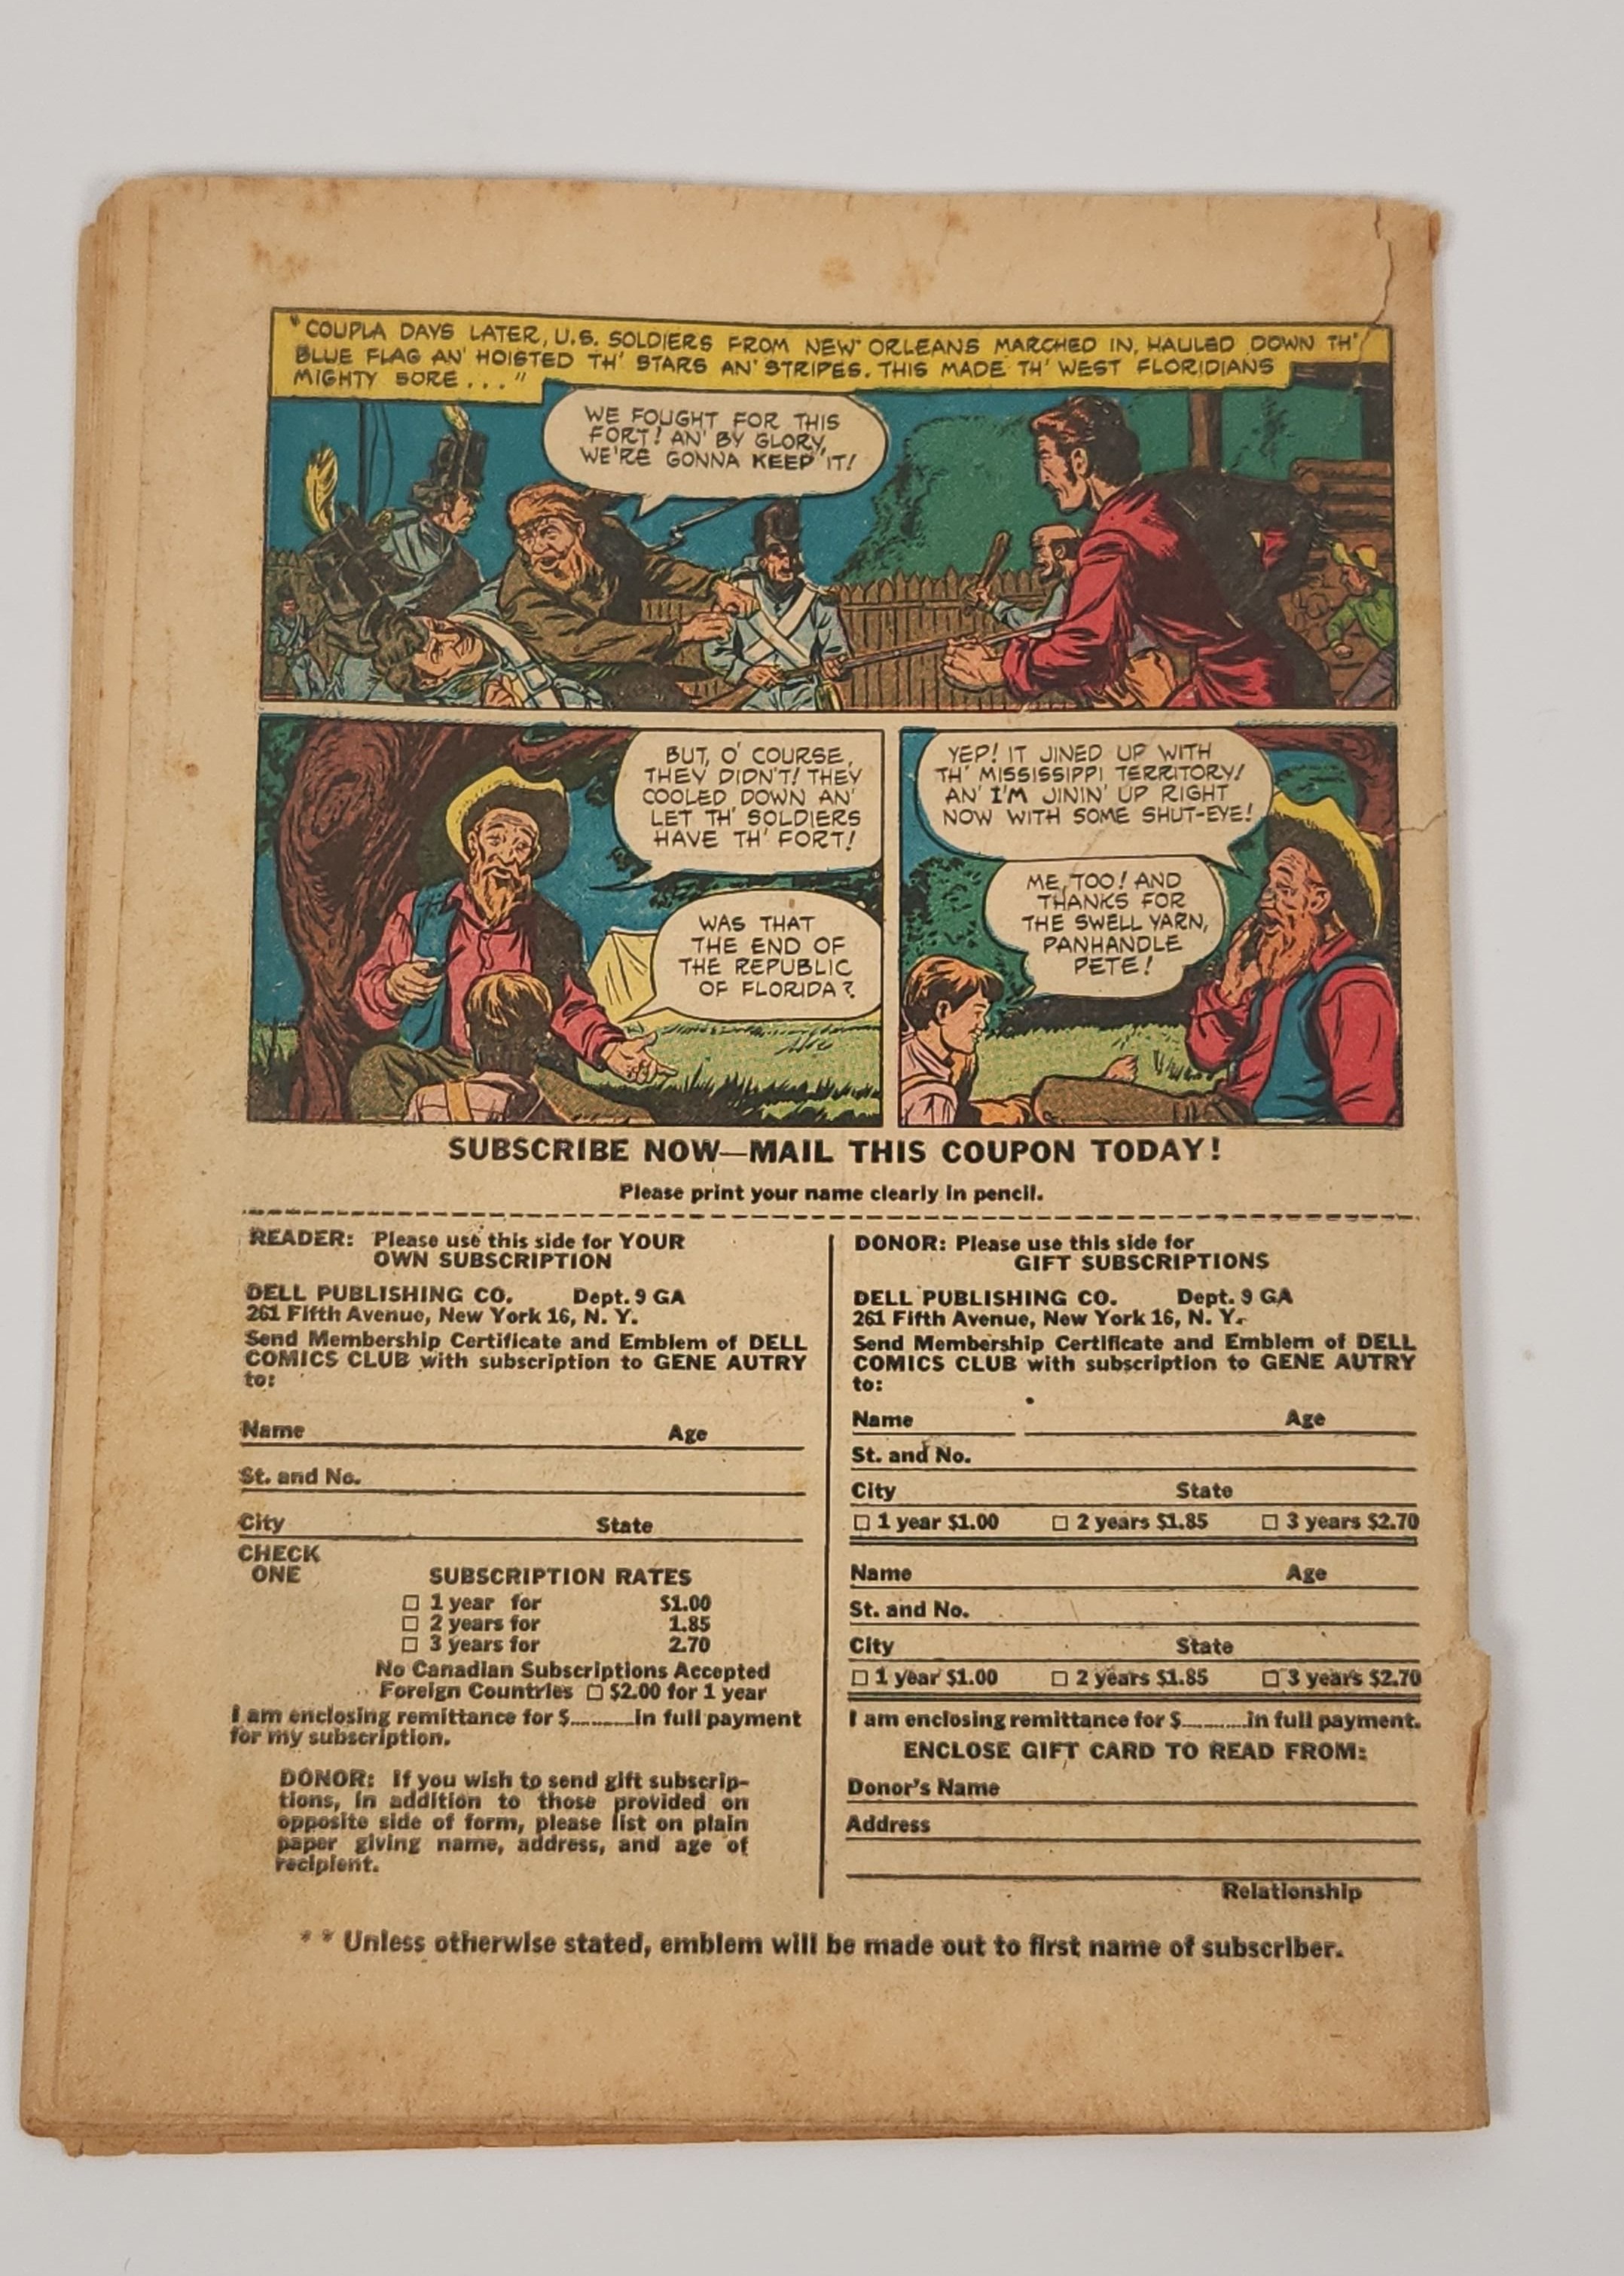 "COUPLA DAYS LATER, U.S. SOLDIERS FROM NEW ORLEANS MARCHED IN, HAULED DOWN TH'
BLUE FLAG AN' HOISTED TH' STARS AN' STRIPES. THIS MADE TH' WEST FLORIDIANS
MIGHTY SORE..."
WE FOUGHT FOR THIS
FORT! AN' BY GLORY,
WE'RE GONNA KEEP IT!
BUT, O' COURSE,
THEY DIDN'T! THEY
COOLED DOWN AN'
LET TH' SOLDIERS
HAVE TH' FORT!
WAS THAT
THE END OF
THE REPUBLIC
OF FLORIDA?
YEP! IT JINED UP WITH
TH' MISSISSIPPI TERRITORY!
AN' I'M JININ' UP RIGHT
NOW WITH SOME SHUT-EYE!
ME, TOO! AND
THANKS FOR
THE SWELL YARN,
PANHANDLE
PETE!
SUBSCRIBE NOW—MAIL THIS COUPON TODAY!
Please print your name clearly in pencil.
READER: Please use this side for YOUR
OWN SUBSCRIPTION
DELL PUBLISHING CO. Dept. 9 GA
261 Fifth Avenue, New York 16, N. Y.
Send Membership Certificate and Emblem of DELL
COMICS CLUB with subscription to GENE AUTRY
to:
Name Age
St. and No.
City State
CHECK
ONE
SUBSCRIPTION RATES
☐ 1 year for $1.00
☐ 2 years for 1.85
☐ 3 years for 2.70
No Canadian Subscriptions Accepted
Foreign Countries ☐ $2.00 for 1 year
I am enclosing remittance for $..........in full payment
for my subscription.
DONOR: If you wish to send gift subscrip-
tions, in addition to those provided on
opposite side of form, please list on plain
paper giving name, address, and age of
recipient.
DONOR: Please use this side for
GIFT SUBSCRIPTIONS
DELL PUBLISHING CO. Dept. 9 GA
261 Fifth Avenue, New York 16, N. Y.
Send Membership Certificate and Emblem of DELL
COMICS CLUB with subscription to GENE AUTRY
to:
Name Age
St. and No.
City State
☐ 1 year $1.00 ☐ 2 years $1.85 ☐ 3 years $2.70
Name Age
St. and No.
City State
☐ 1 year $1.00 ☐ 2 years $1.85 ☐ 3 years $2.70
I am enclosing remittance for $..........in full payment.
ENCLOSE GIFT CARD TO READ FROM:
Donor's Name
Address
Relationship
* * Unless otherwise stated, emblem will be made out to first name of subscriber.